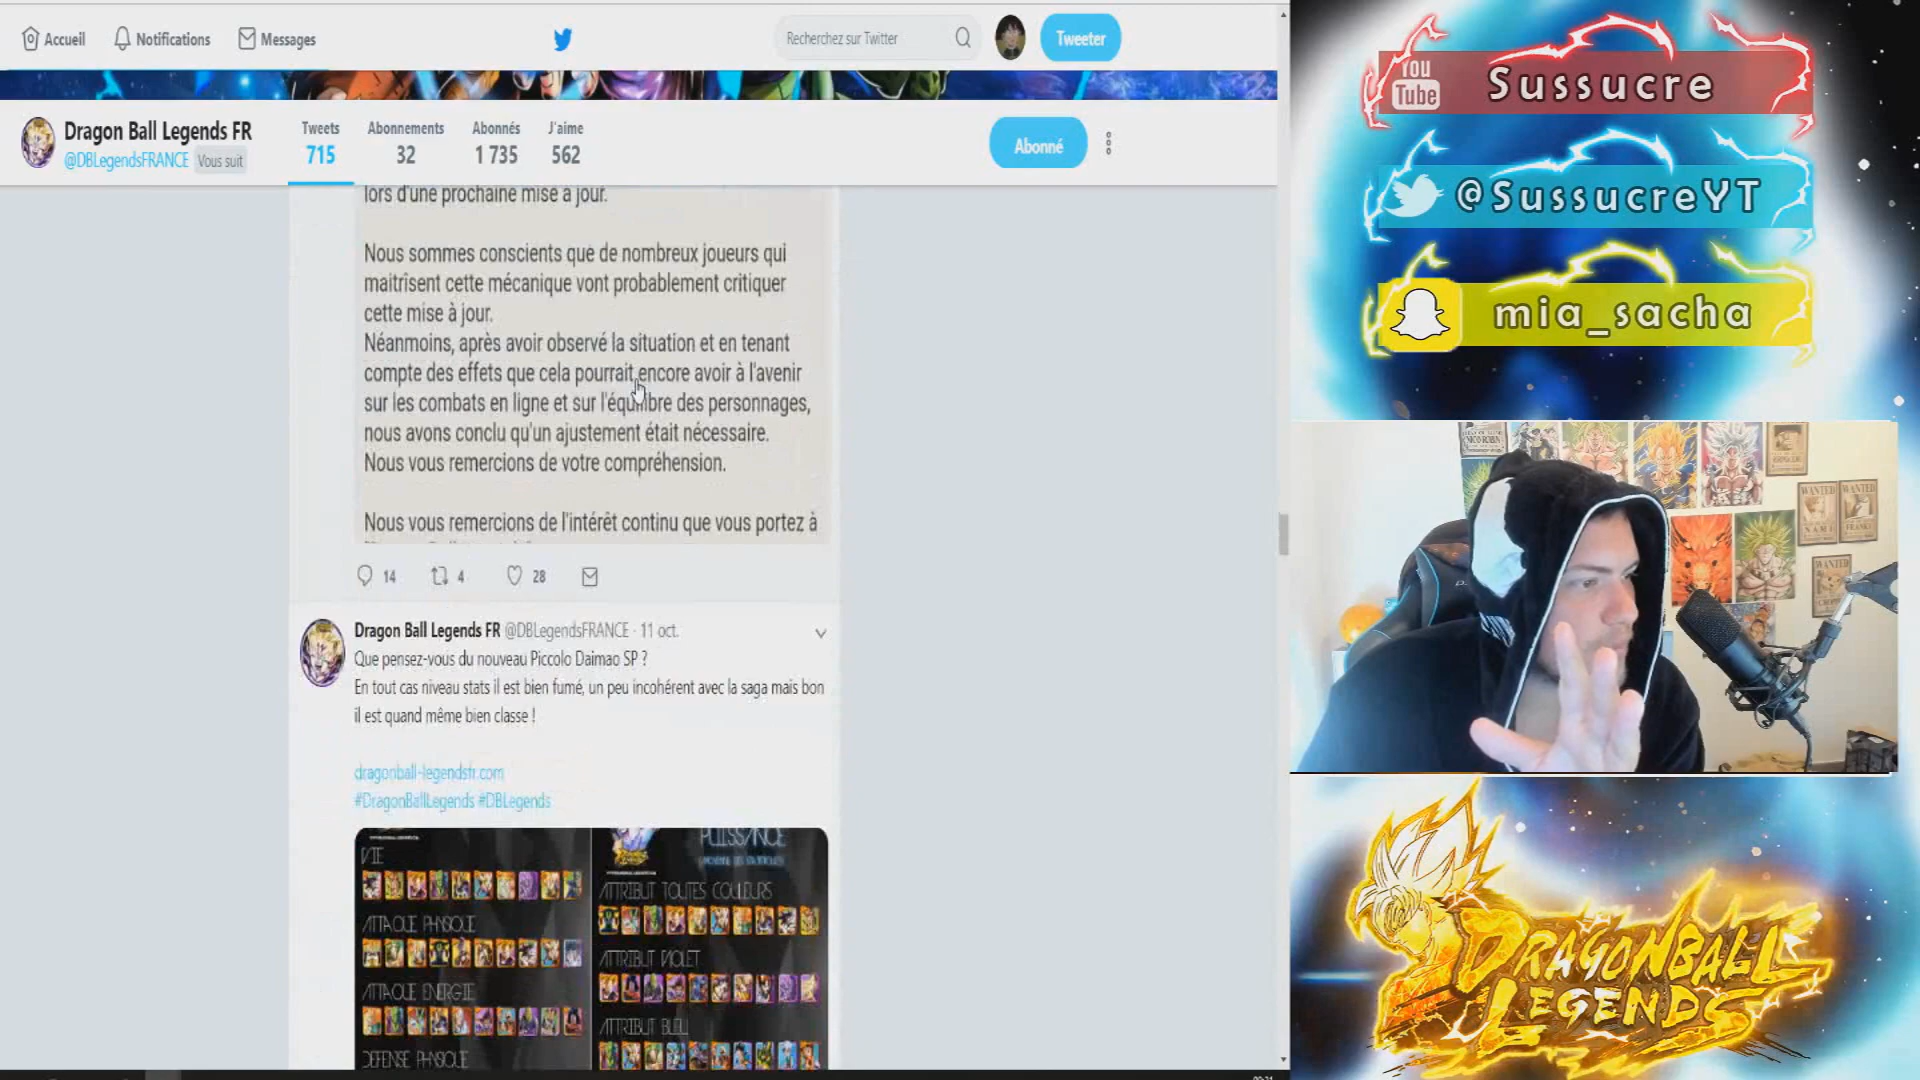 Accueil
Notifications
Messages
Recherchez sur Twitter
Tweeter
Dragon Ball Legends FR
@DBLegendsFRANCE Vous suit
Tweets
715
Abonnements
32
Abonnés
1 735
J'aime
562
Abonné
lors d'une prochaine mise à jour.
Nous sommes conscients que de nombreux joueurs qui
maitrîsent cette mécanique vont probablement critiquer
cette mise à jour.
Néanmoins, après avoir observé la situation et en tenant
compte des effets que cela pourrait encore avoir à l'avenir
sur les combats en ligne et sur l'équilibre des personnages,
nous avons conclu qu'un ajustement était nécessaire.
Nous vous remercions de votre compréhension.
Nous vous remercions de l'intérêt continu que vous portez à
14
4
28
Dragon Ball Legends FR @DBLegendsFRANCE · 11 oct.
Que pensez-vous du nouveau Piccolo Daimao SP ?
En tout cas niveau stats il est bien fumé, un peu incohérent avec la saga mais bon
il est quand même bien classe !
dragonball-legendsfr.com
#DragonBallLegends #DBLegends
VIE
ATTAQUE PHYSIQUE
ATTAQUE ENERGIE
DEFENSE PHYSIQUE
PUISSANCE
ATTRIBUT TOUTES COULEURS
ATTRIBUT VIOLET
ATTRIBUT BLEU
You
Tube
Sussucre
@SussucreYT
mia_sacha
WANTED
NAMI
WANTED
FRANKY
WANTED
DRAGONBALL
LEGENDS